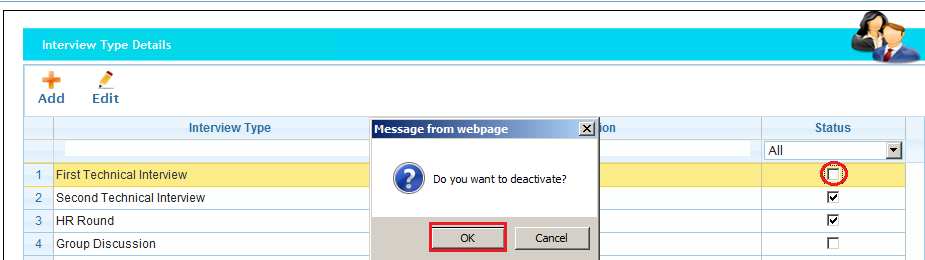 Interview Type Details
Add Edit
Interview Type ion Status
All
Message from webpage
Do you want to deactivate?
OK Cancel
1 First Technical Interview
2 Second Technical Interview
3 HR Round
4 Group Discussion